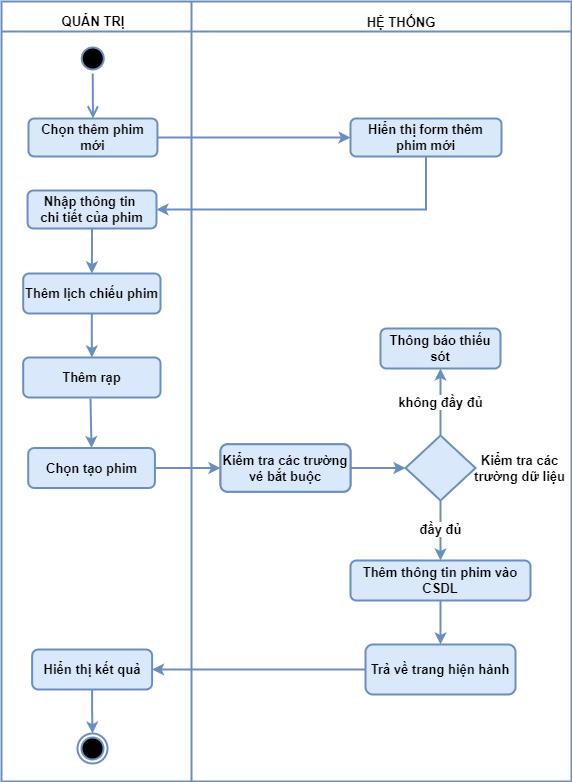 QUẢN TRỊ
HỆ THỐNG
Chọn thêm phim
mới
Hiển thị form thêm
phim mới
Nhập thông tin
chi tiết của phim
Thêm lịch chiếu phim
Thêm rạp
Chọn tạo phim
Kiểm tra các trường
vé bắt buộc
Thông báo thiếu
sót
không đầy đủ
Kiểm tra các
trường dữ liệu
đầy đủ
Thêm thông tin phim vào
CSDL
Trả về trang hiện hành
Hiển thị kết quả